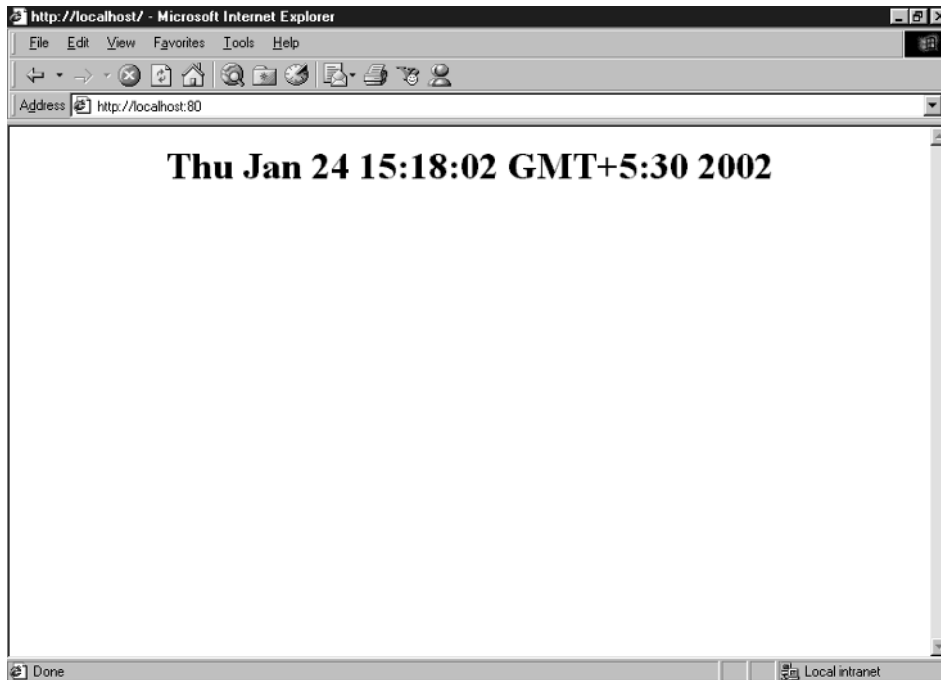 http://localhost/ - Microsoft Internet Explorer
File Edit View Favorites Tools Help
Address http://localhost:80
Thu Jan 24 15:18:02 GMT+5:30 2002
Done
Local intranet